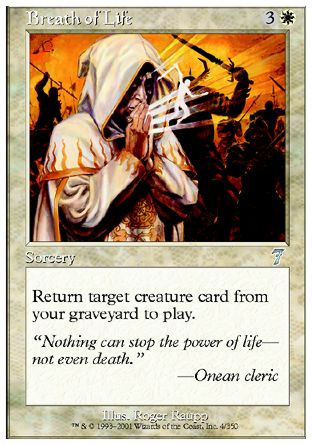 Breath of Life 3
Sorcery 7
Return target creature card from
your graveyard to play.
“Nothing can stop the power of life—
not even death.”
—Onean cleric
Illus. Roger Raupp
™ & © 1993–2001 Wizards of the Coast, Inc. 4/350